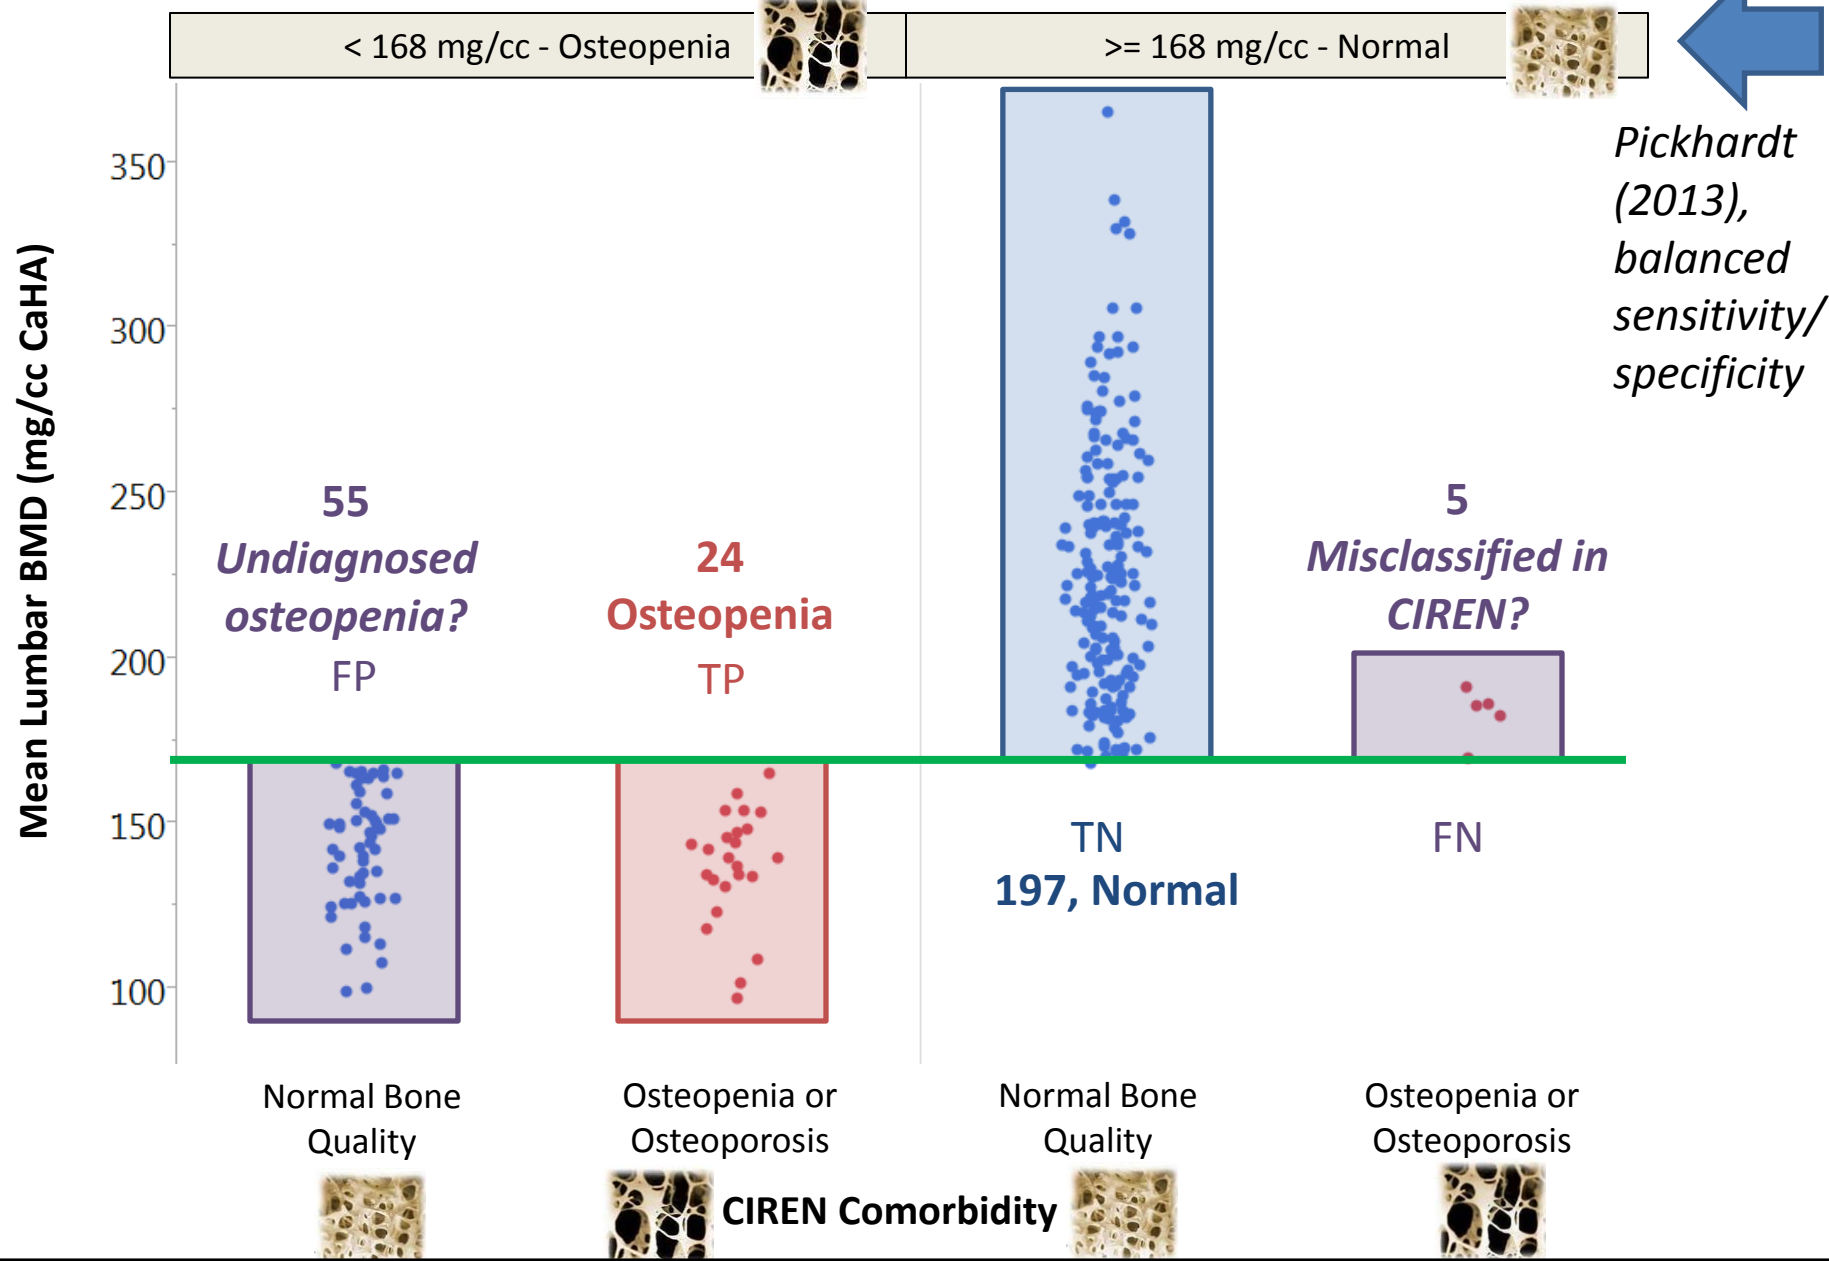 < 168 mg/cc - Osteopenia
>= 168 mg/cc - Normal
Pickhardt
(2013),
balanced
sensitivity/
specificity
Mean Lumbar BMD (mg/cc CaHA)
350
300
250
200
150
100
55
Undiagnosed
osteopenia?
FP
24
Osteopenia
TP
5
Misclassified in
CIREN?
TN
197, Normal
FN
Normal Bone
Quality
Osteopenia or
Osteoporosis
Normal Bone
Quality
Osteopenia or
Osteoporosis
CIREN Comorbidity